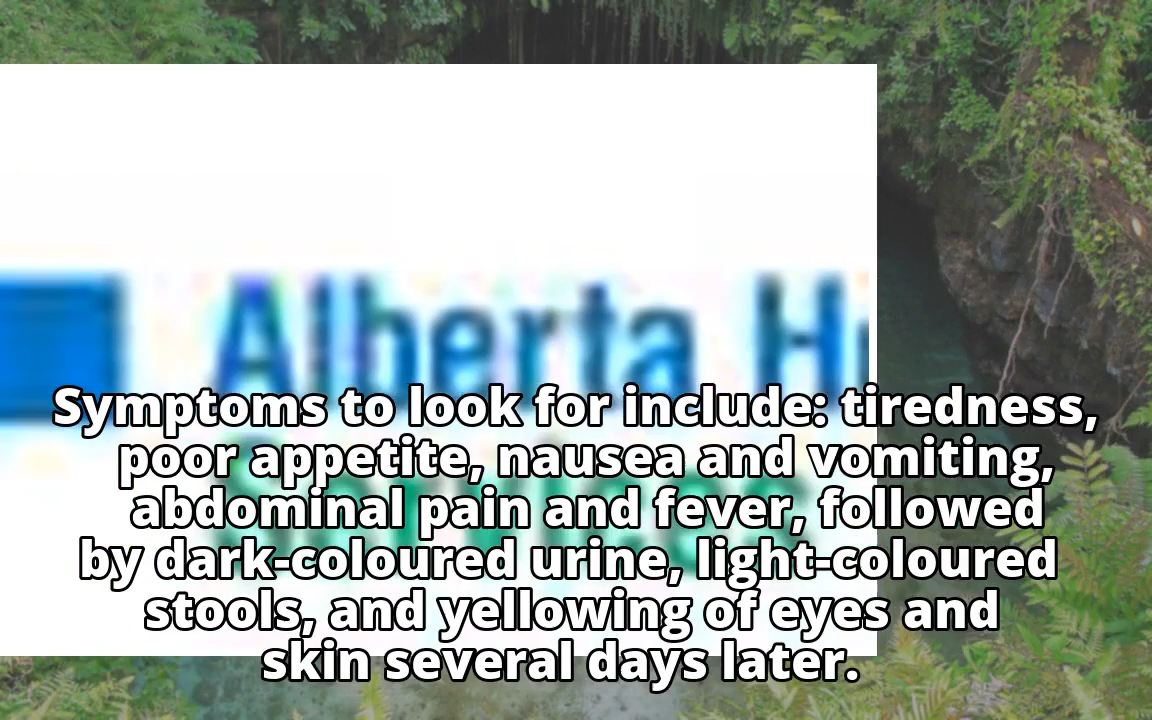 Alberta H
Symptoms to look for include: tiredness,
poor appetite, nausea and vomiting,
abdominal pain and fever, followed
by dark-coloured urine, light-coloured
stools, and yellowing of eyes and
skin several days later.